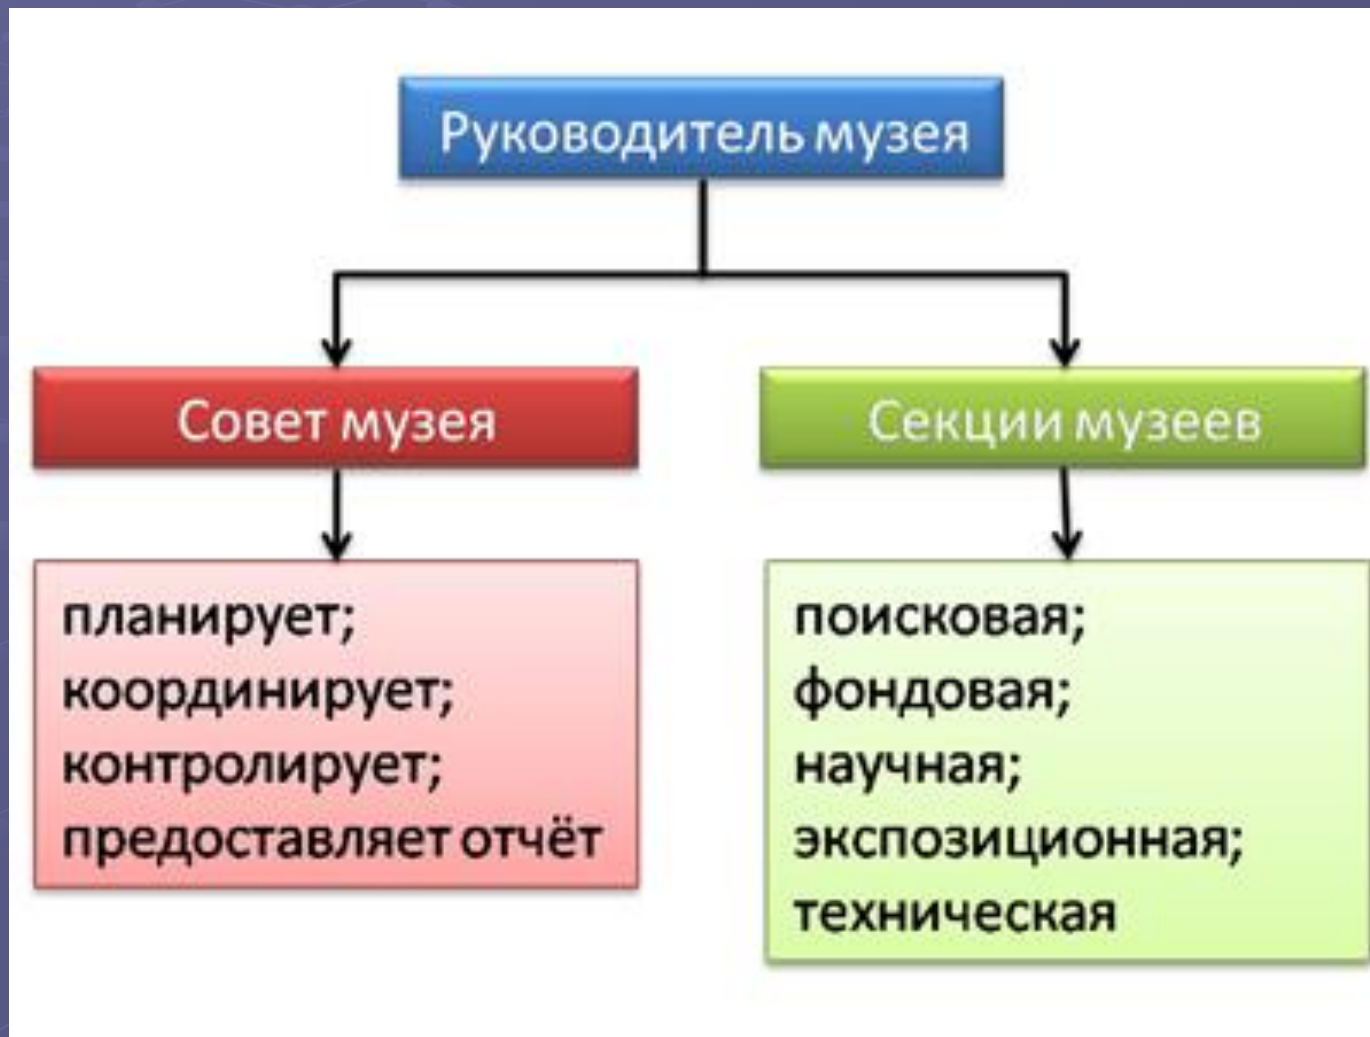 Руководитель музея
Совет музея
Секции музеев
планирует;
координирует;
контролирует;
предоставляет отчёт
поисковая;
фондовая;
научная;
экспозиционная;
техническая